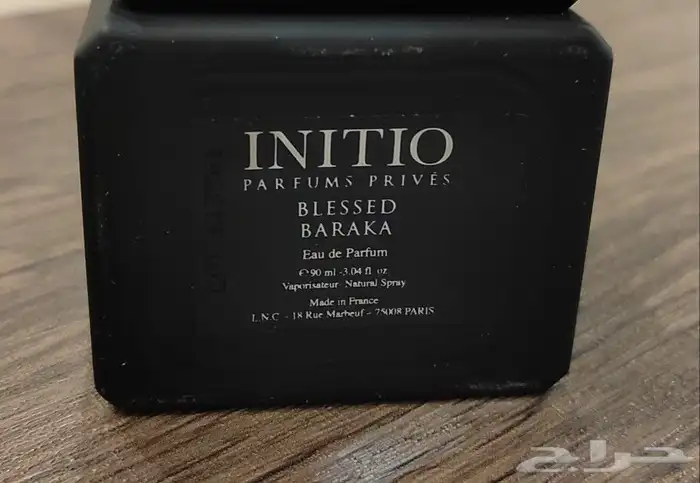 INITIO
PARFUMS PRIVÉS
BLESSED
BARAKA
Eau de Parfum
℮ 90 ml -3.04 fl oz
Vaporisateur Natural Spray
Made in France
I.N.C - 18 Rue Marbeuf - 75008 PARIS
حراج